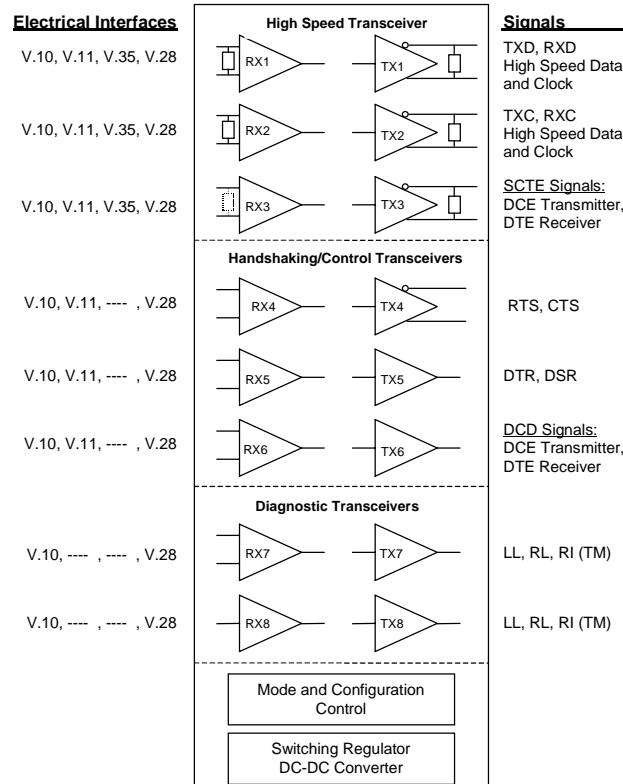 Electrical Interfaces
High Speed Transceiver
Signals
V.10, V.11, V.35, V.28
RX1
TX1
TXD, RXD
High Speed Data
and Clock
V.10, V.11, V.35, V.28
RX2
TX2
TXC, RXC
High Speed Data
and Clock
V.10, V.11, V.35, V.28
RX3
TX3
SCTE Signals:
DCE Transmitter,
DTE Receiver
Handshaking/Control Transceivers
V.10, V.11, ---- , V.28
RX4
TX4
RTS, CTS
V.10, V.11, ---- , V.28
RX5
TX5
DTR, DSR
V.10, V.11, ---- , V.28
RX6
TX6
DCD Signals:
DCE Transmitter,
DTE Receiver
Diagnostic Transceivers
V.10, ---- , ---- , V.28
RX7
TX7
LL, RL, RI (TM)
V.10, ---- , ---- , V.28
RX8
TX8
LL, RL, RI (TM)
Mode and Configuration
Control
Switching Regulator
DC-DC Converter